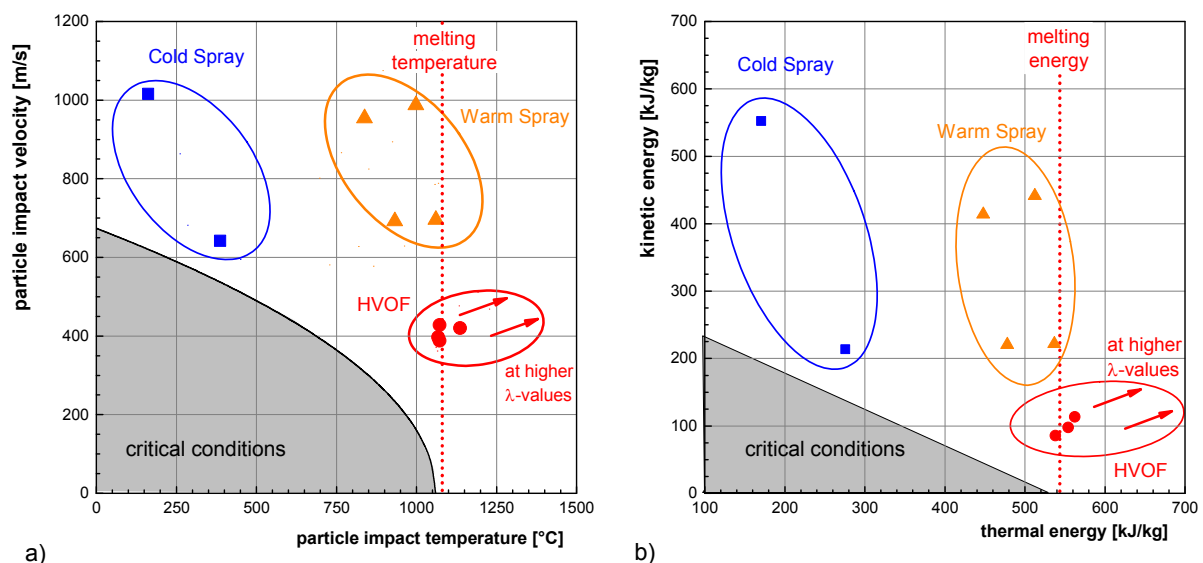 1200
1000
800
600
400
200
0
particle impact velocity [m/s]
Cold Spray
melting
temperature
Warm Spray
HVOF
at higher
λ-values
critical conditions
0
250
500
750
1000
1250
1500
particle impact temperature [°C]
a)
700
600
500
400
300
200
100
0
kinetic energy [kJ/kg]
Cold Spray
melting
energy
Warm Spray
at higher
λ-values
critical conditions
HVOF
100
200
300
400
500
600
700
thermal energy [kJ/kg]
b)